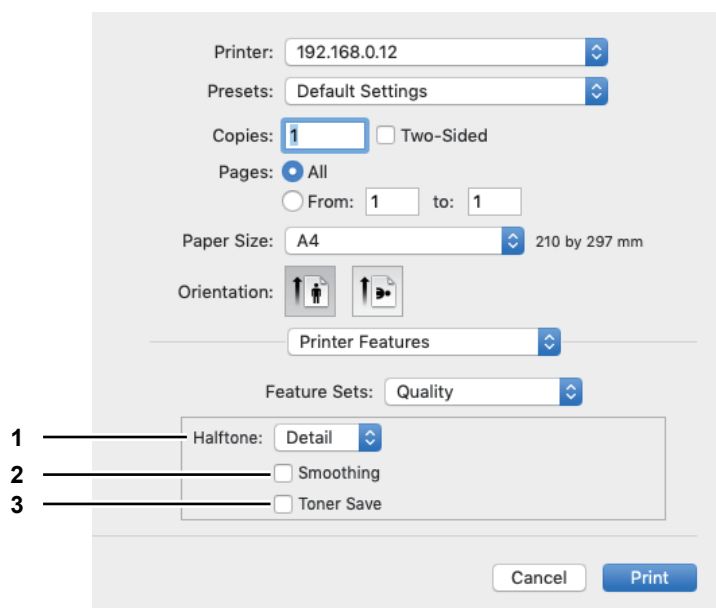 Printer: 192.168.0.12
Presets: Default Settings
Copies: 1 Two-Sided
Pages: All
From: 1 to: 1
Paper Size: A4 210 by 297 mm
Orientation:
Printer Features
Feature Sets: Quality
1 Halftone: Detail
2 Smoothing
3 Toner Save
Cancel Print